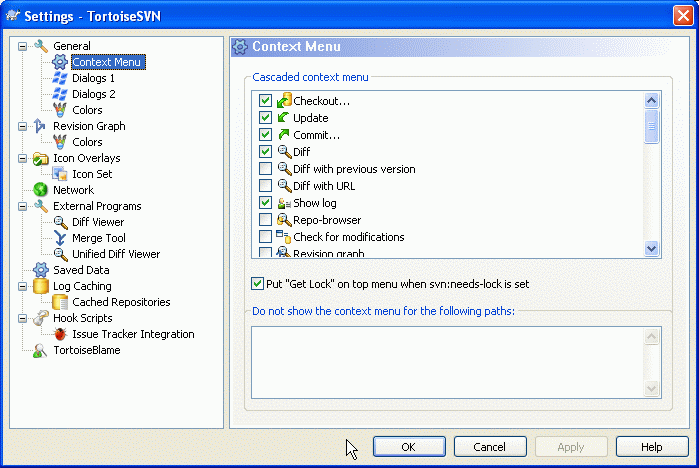 Settings - TortoiseSVN
General
Context Menu
Dialogs 1
Dialogs 2
Colors
Revision Graph
Colors
Icon Overlays
Icon Set
Network
External Programs
Diff Viewer
Merge Tool
Unified Diff Viewer
Saved Data
Log Caching
Cached Repositories
Hook Scripts
Issue Tracker Integration
TortoiseBlame
Context Menu
Cascaded context menu
Checkout...
Update
Commit...
Diff
Diff with previous version
Diff with URL
Show log
Repo-browser
Check for modifications
Revision graph
Put "Get Lock" on top menu when svn:needs-lock is set
Do not show the context menu for the following paths:
OK
Cancel
Apply
Help